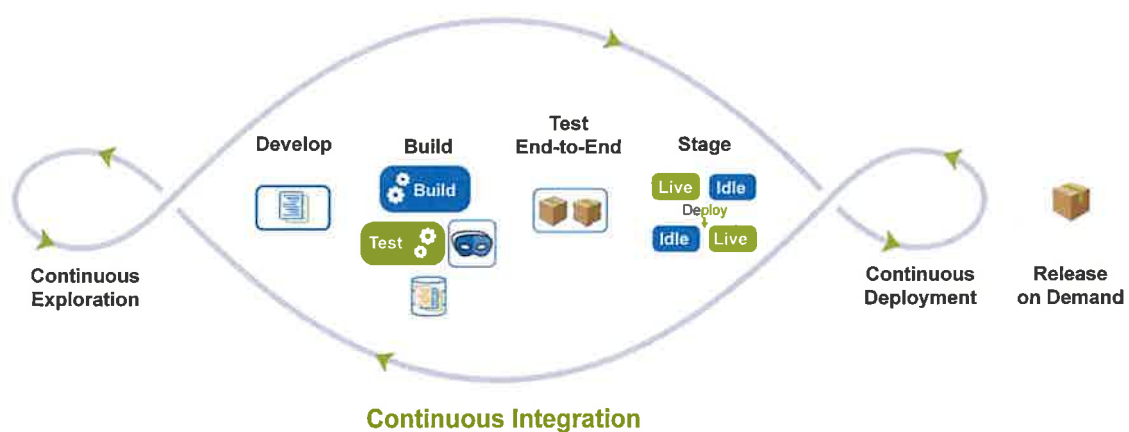 Develop
Build
Test
End-to-End
Stage
Build
Test
Live
Idle
Deploy
Idle
Live
Continuous
Exploration
Continuous
Deployment
Release
on Demand
Continuous Integration